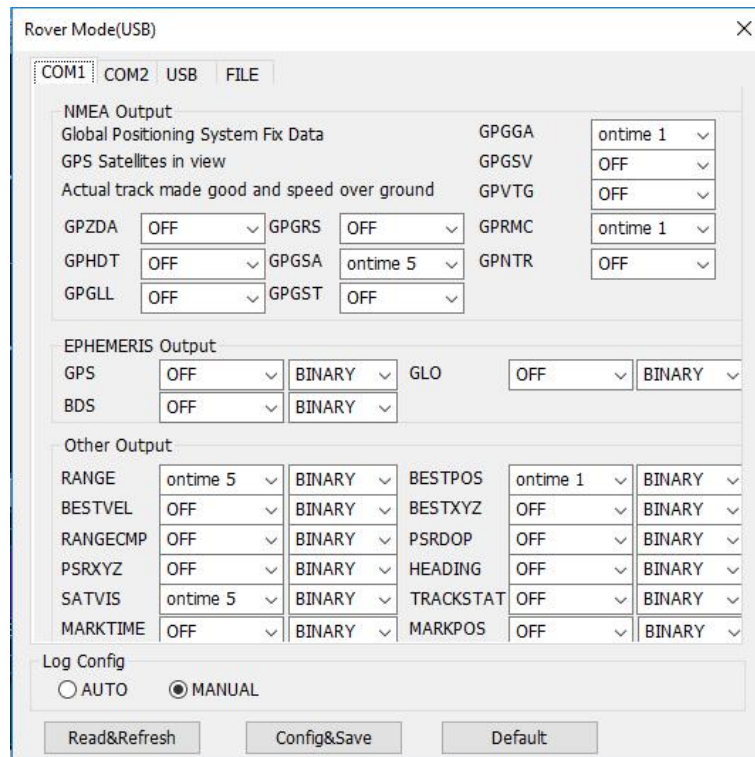 Rover Mode(USB)
COM1 COM2 USB FILE
NMEA Output
Global Positioning System Fix Data GPGGA ontime 1
GPS Satellites in view GPGSV OFF
Actual track made good and speed over ground GPVTG OFF
GPZDA OFF GPGRS OFF GPRMC ontime 1
GPHDT OFF GPGSA ontime 5 GPNTR OFF
GPGLL OFF GPGST OFF
EPHEMERIS Output
GPS OFF BINARY GLO OFF BINARY
BDS OFF BINARY
Other Output
RANGE ontime 5 BINARY BESTPOS ontime 1 BINARY
BESTVEL OFF BINARY BESTXYZ OFF BINARY
RANGECMP OFF BINARY PSRDOP OFF BINARY
PSRXYZ OFF BINARY HEADING OFF BINARY
SATVIS ontime 5 BINARY TRACKSTAT OFF BINARY
MARKTIME OFF BINARY MARKPOS OFF BINARY
Log Config
AUTO MANUAL
Read&Refresh Config&Save Default